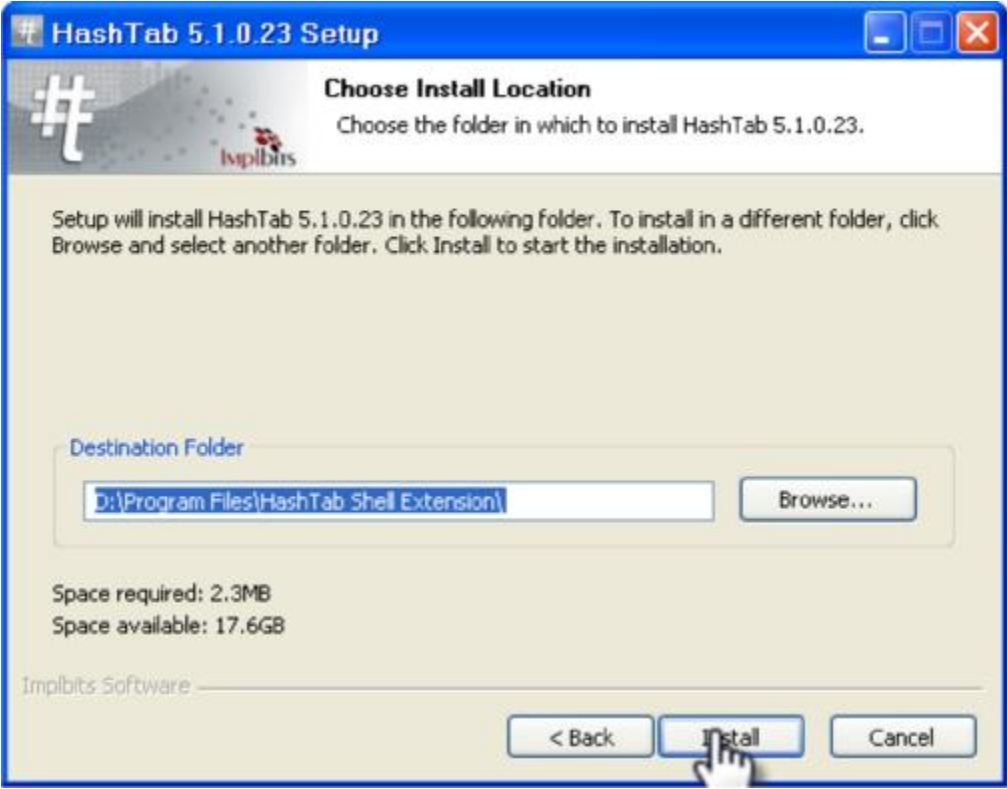 HashTab 5.1.0.23 Setup
Choose Install Location
Choose the folder in which to install HashTab 5.1.0.23.
Implbits
Setup will install HashTab 5.1.0.23 in the following folder. To install in a different folder, click
Browse and select another folder. Click Install to start the installation.
Destination Folder
D:\Program Files\HashTab Shell Extension\
Browse...
Space required: 2.3MB
Space available: 17.6GB
Implbits Software
< Back
Install
Cancel